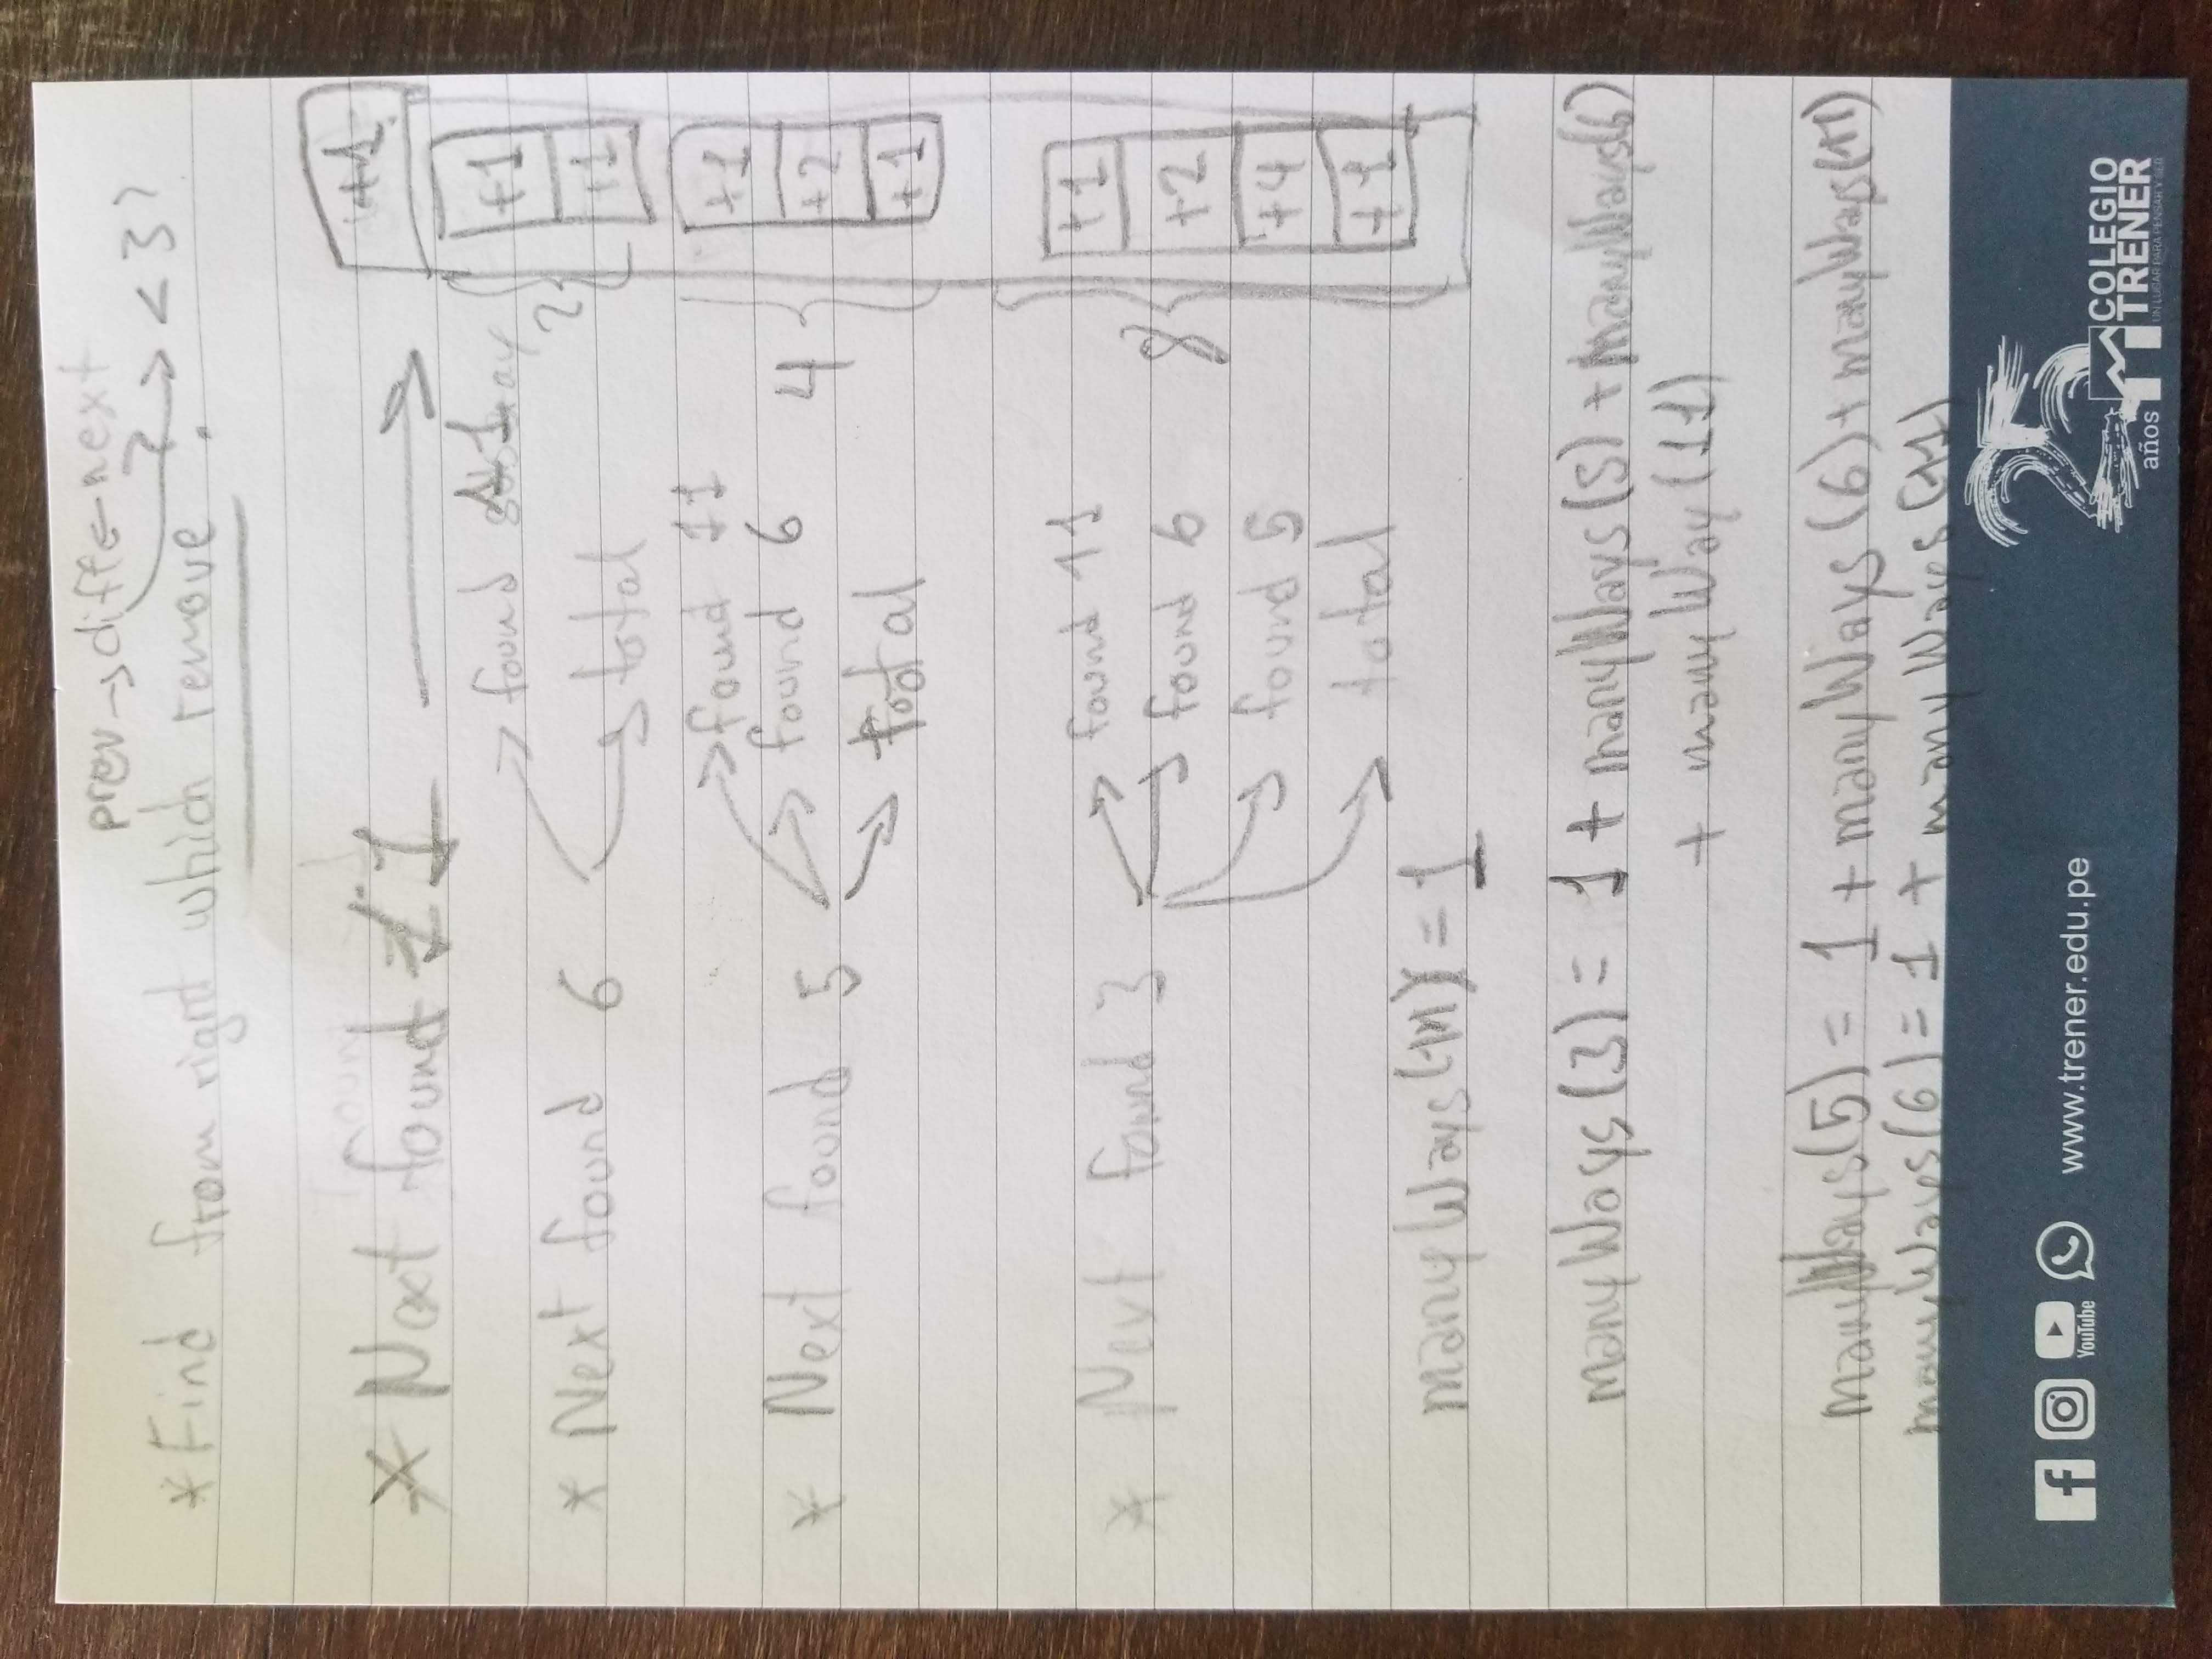 prev → diff ← next
→ < 3?
* Find from right which remove ?
* Next found 11 → +1
* Next found 6
→ found 11
→ total
2 { +1
+1
* Next found 5
→ found 11
→ found 6
→ total
4 { +1
+2
+1
* Next found 3
→ found 11
→ found 6
→ found 5
→ total
8 { +1
+2
+4
+1
manyWays(11) = 1
manyWays(3) = 1 + manyWays(5) + manyWays(6)
+ manyWay(11)
manyWays(5) = 1 + manyWays(6) + manyWays(11)
manyWays(6) = 1 + manyWays(11)
YouTube
www.trener.edu.pe
25
años
COLEGIO
TRENER
UN LUGAR PARA PENSAR Y SER